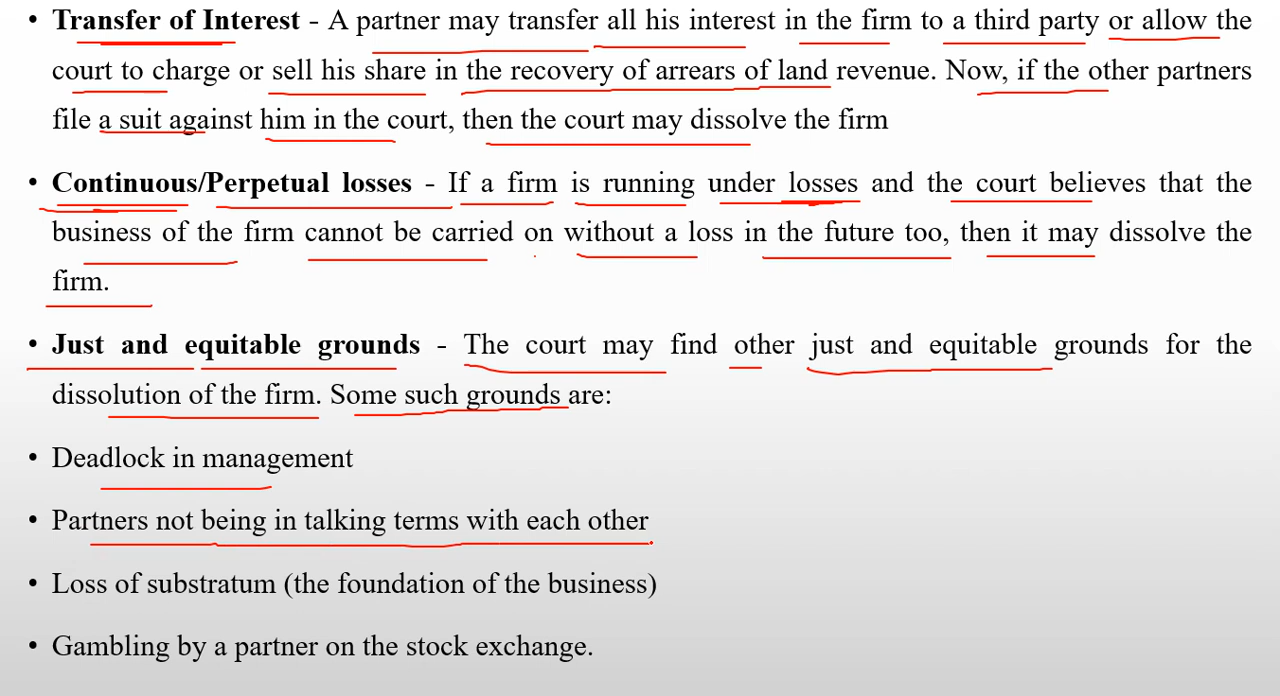 • Transfer of Interest - A partner may transfer all his interest in the firm to a third party or allow the
court to charge or sell his share in the recovery of arrears of land revenue. Now, if the other partners
file a suit against him in the court, then the court may dissolve the firm
• Continuous/Perpetual losses - If a firm is running under losses and the court believes that the
business of the firm cannot be carried on without a loss in the future too, then it may dissolve the
firm.
• Just and equitable grounds - The court may find other just and equitable grounds for the
dissolution of the firm. Some such grounds are:
• Deadlock in management
• Partners not being in talking terms with each other
• Loss of substratum (the foundation of the business)
• Gambling by a partner on the stock exchange.